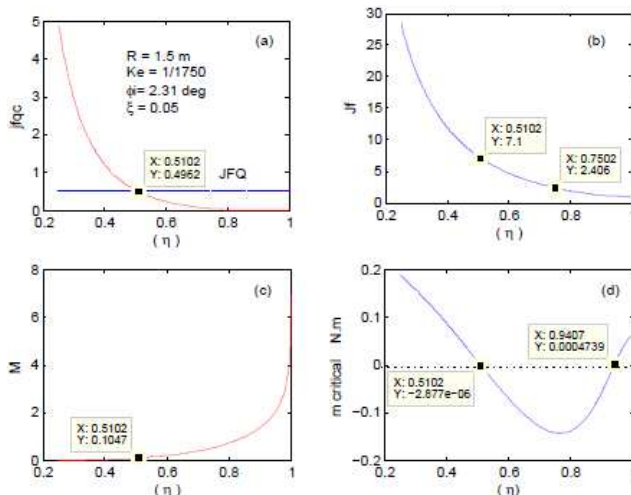 (a)
R = 1.5 m
Ke = 1/1750
ϕi= 2.31 deg
ξ = 0.05
X: 0.5102
Y: 0.4962
JFQ
jfqc
5
4
3
2
1
0
0.2 0.4 0.6 0.8 1
( η )
(b)
X: 0.5102
Y: 7.1
X: 0.7502
Y: 2.406
Jf
30
25
20
15
10
5
0
0.2 0.4 0.6 0.8 1
( η )
(c)
X: 0.5102
Y: 0.1047
M
8
6
4
2
0
0.2 0.4 0.6 0.8 1
( η )
(d)
X: 0.9407
Y: 0.0004739
X: 0.5102
Y: −2.877e−06
m critical N.m
0.2
0.1
0
−0.1
−0.2
0.2 0.4 0.6 0.8 1
( η )